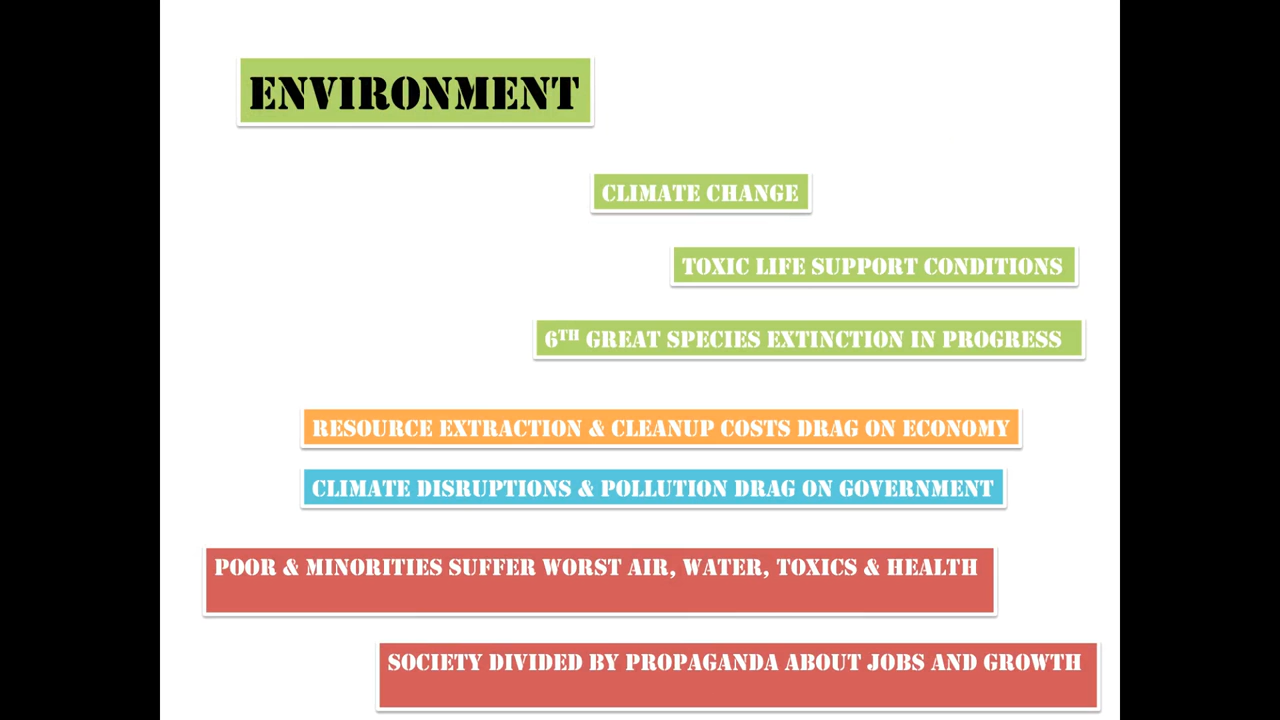 ENVIRONMENT
CLIMATE CHANGE
TOXIC LIFE SUPPORT CONDITIONS
6TH GREAT SPECIES EXTINCTION IN PROGRESS
RESOURCE EXTRACTION & CLEANUP COSTS DRAG ON ECONOMY
CLIMATE DISRUPTIONS & POLLUTION DRAG ON GOVERNMENT
POOR & MINORITIES SUFFER WORST AIR, WATER, TOXICS & HEALTH
SOCIETY DIVIDED BY PROPAGANDA ABOUT JOBS AND GROWTH